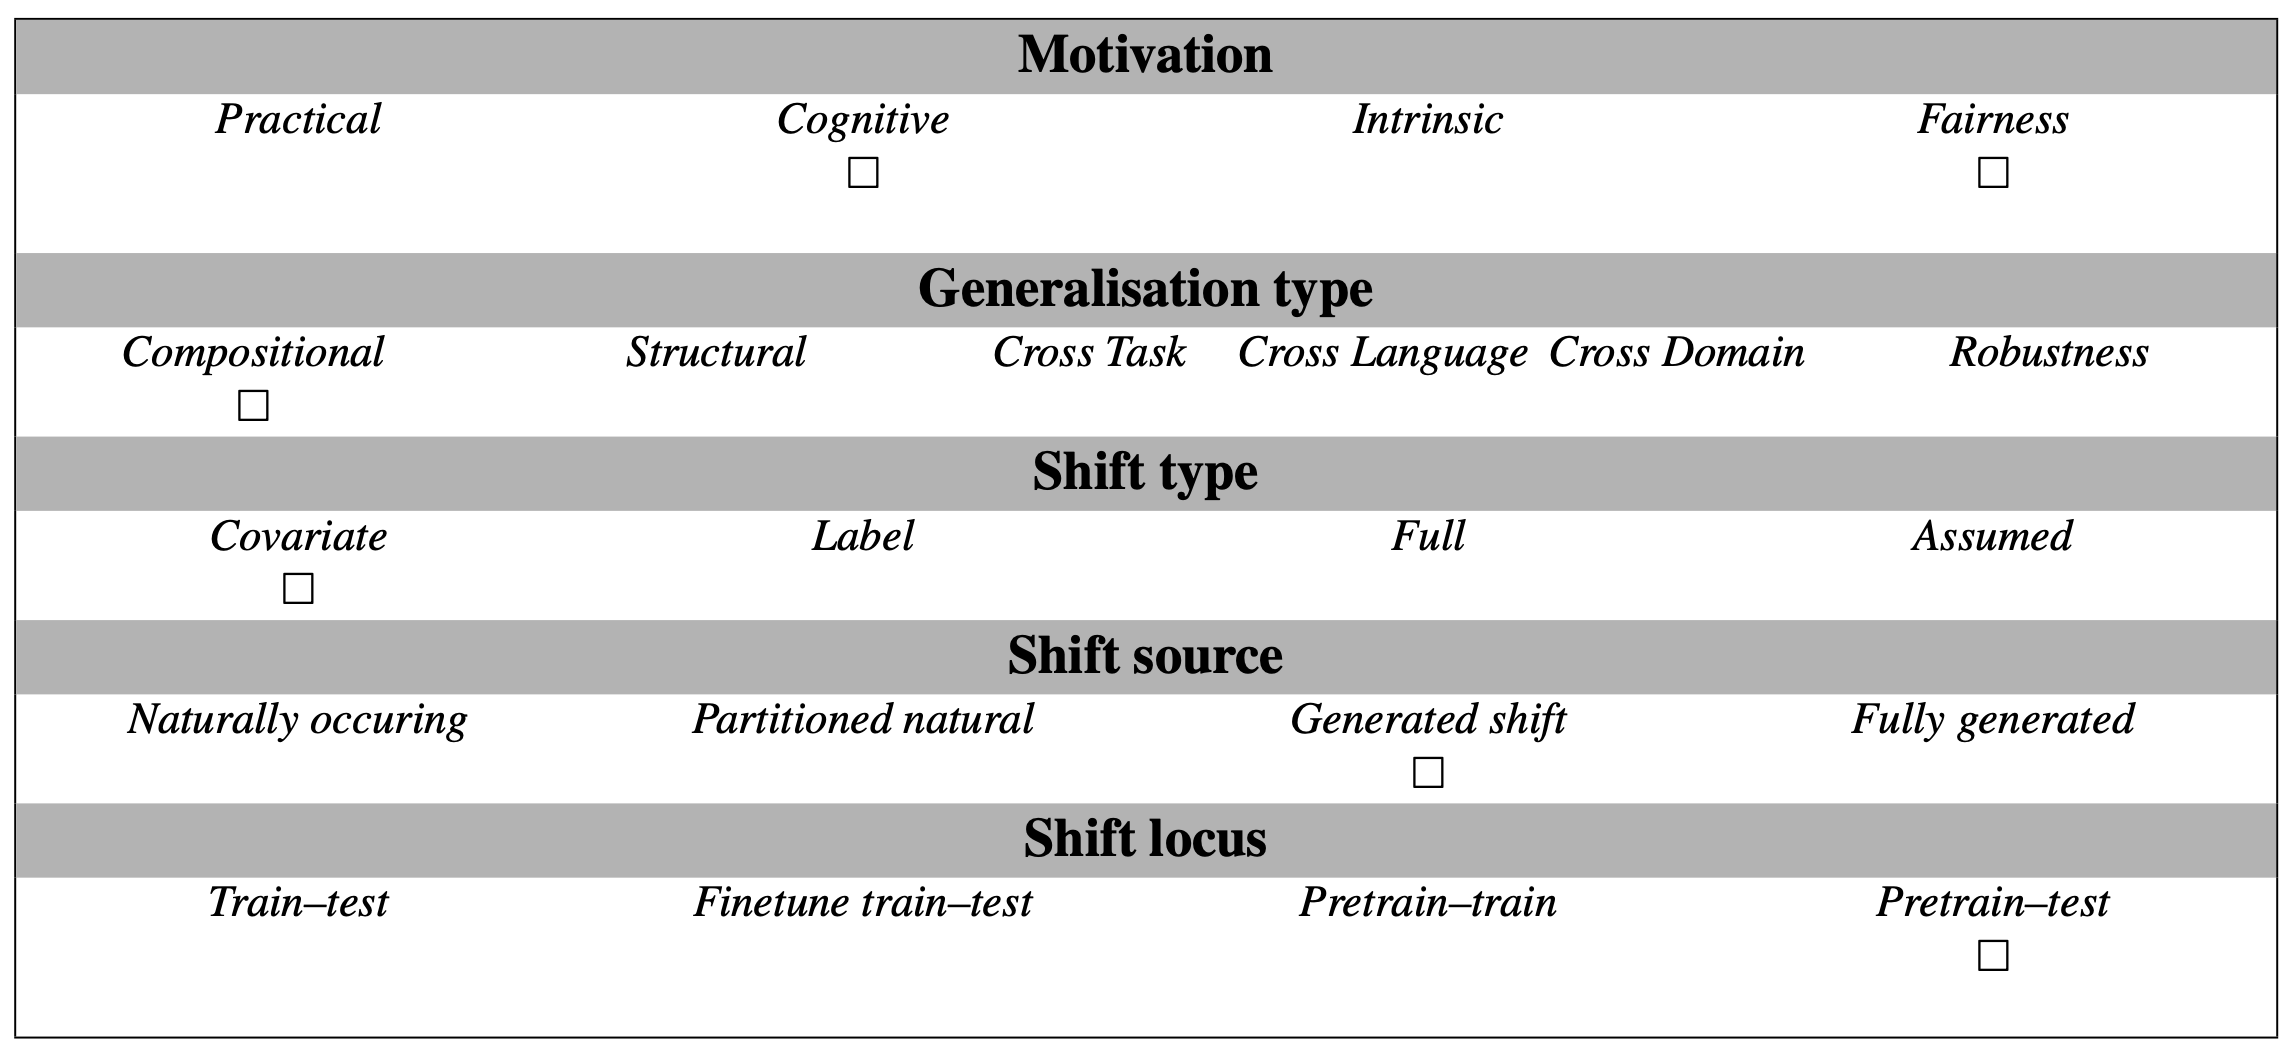 Motivation
Practical Cognitive Intrinsic Fairness
□ □
Generalisation type
Compositional Structural Cross Task Cross Language Cross Domain Robustness
□
Shift type
Covariate Label Full Assumed
□
Shift source
Naturally occuring Partitioned natural Generated shift Fully generated
□
Shift locus
Train–test Finetune train–test Pretrain–train Pretrain–test
□